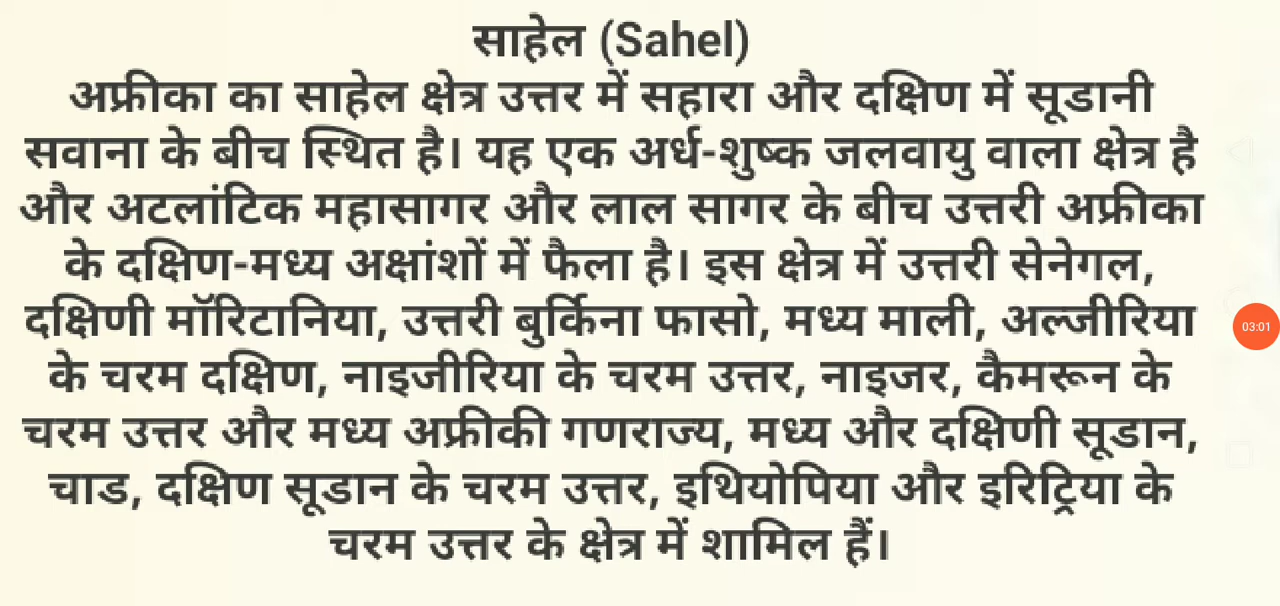 साहेल (Sahel)
अफ्रीका का साहेल क्षेत्र उत्तर में सहारा और दक्षिण में सूडानी
सवाना के बीच स्थित है। यह एक अर्ध-शुष्क जलवायु वाला क्षेत्र है
और अटलांटिक महासागर और लाल सागर के बीच उत्तरी अफ्रीका
के दक्षिण-मध्य अक्षांशों में फैला है। इस क्षेत्र में उत्तरी सेनेगल,
दक्षिणी मॉरिटानिया, उत्तरी बुर्किना फासो, मध्य माली, अल्जीरिया
के चरम दक्षिण, नाइजीरिया के चरम उत्तर, नाइजर, कैमरून के
चरम उत्तर और मध्य अफ्रीकी गणराज्य, मध्य और दक्षिणी सूडान,
चाड, दक्षिण सूडान के चरम उत्तर, इथियोपिया और इरिट्रिया के
चरम उत्तर के क्षेत्र में शामिल हैं।
03:01